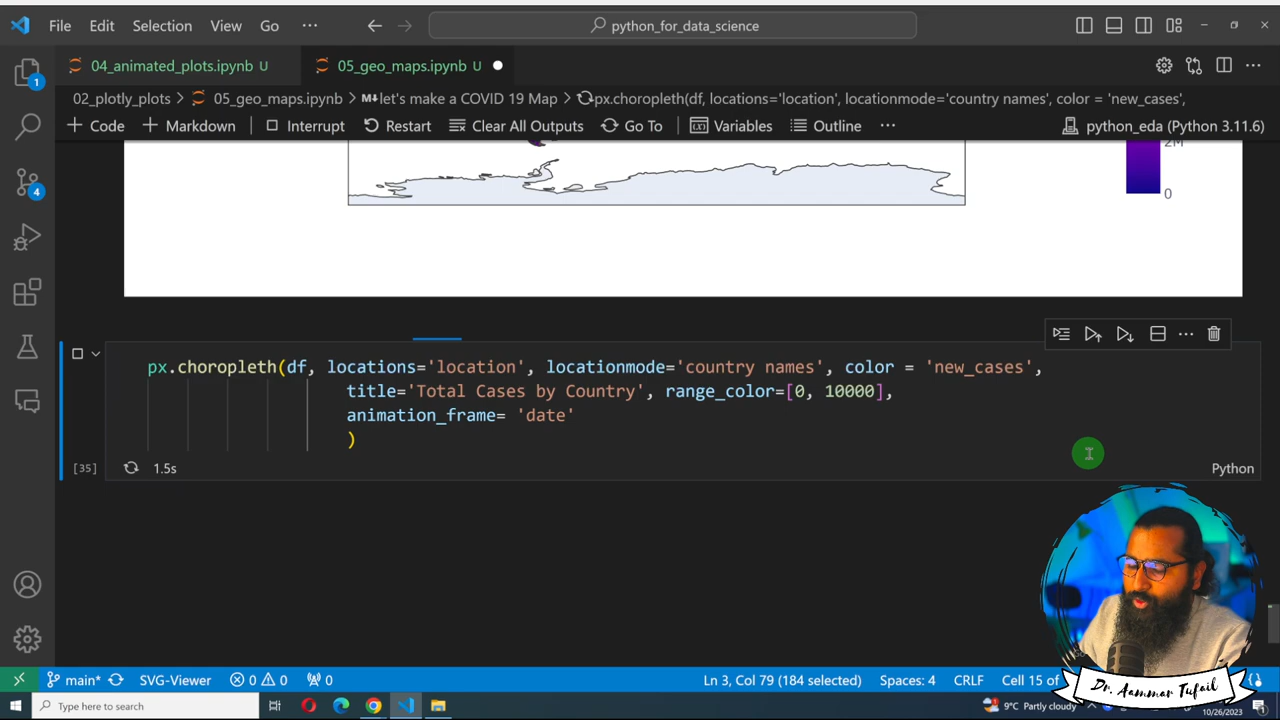 File Edit Selection View Go ··· python_for_data_science
04_animated_plots.ipynb U 05_geo_maps.ipynb U
02_plotly_plots > 05_geo_maps.ipynb > M↓let's make a COVID 19 Map > px.choropleth(df, locations='location', locationmode='country names', color = 'new_cases',
+ Code + Markdown Interrupt Restart Clear All Outputs Go To Variables Outline ··· python_eda (Python 3.11.6)
2M
0
1
4
px.choropleth(df, locations='location', locationmode='country names', color = 'new_cases',
title='Total Cases by Country', range_color=[0, 10000],
animation_frame= 'date'
)
[35] 1.5s Python
main* SVG-Viewer 0 0 0 Ln 3, Col 79 (184 selected) Spaces: 4 CRLF Cell 15 of
Dr. Aammar Tufail
Type here to search 9°C Partly cloudy
10/26/2023